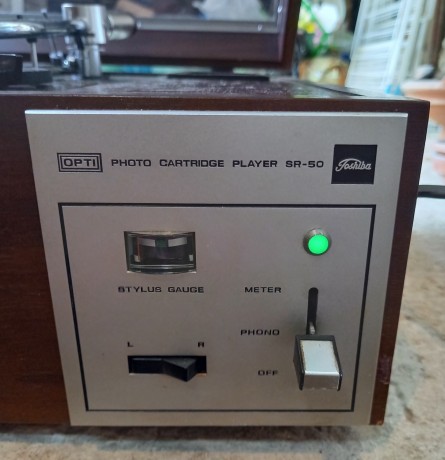 OPTI PHOTO CARTRIDGE PLAYER SR-50 Toshiba
STYLUS GAUGE METER
PHONO
L R
OFF